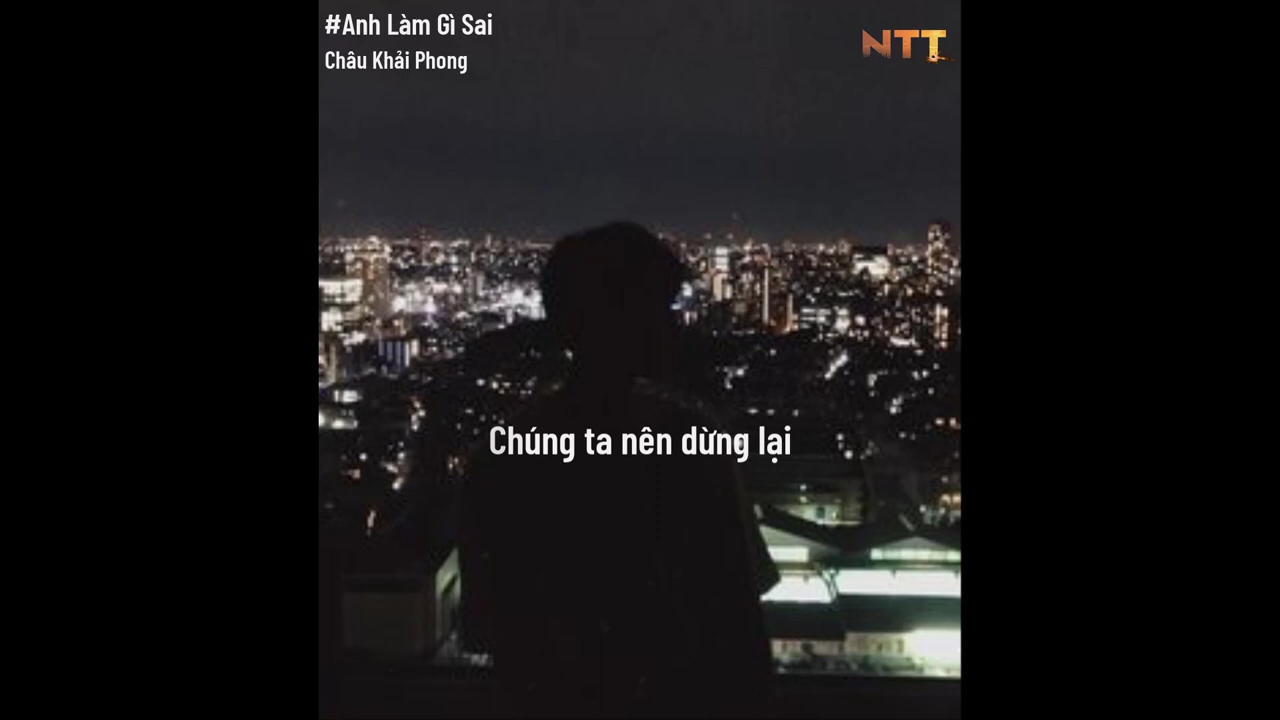 #Anh Làm Gì Sai
Châu Khải Phong
NTT
Chúng ta nên dừng lại